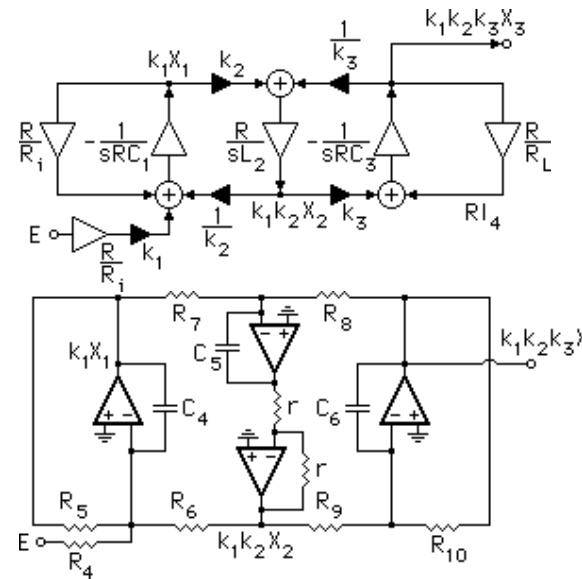 k₁k₂k₃X₃
1/k₃
k₁X₁
k₂
R/Rᵢ
-1/sRC₁
R/sL₂
-1/sRC₃
R/R_L
E
R/Rᵢ
k₁
1/k₂
k₁k₂X₂
k₃
RI₄
R₇
R₈
k₁X₁
C₅
k₁k₂k₃X
+ -
C₄
- +
r
C₆
+ -
+ -
r
R₅
R₆
k₁k₂X₂
R₉
R₁₀
E
R₄